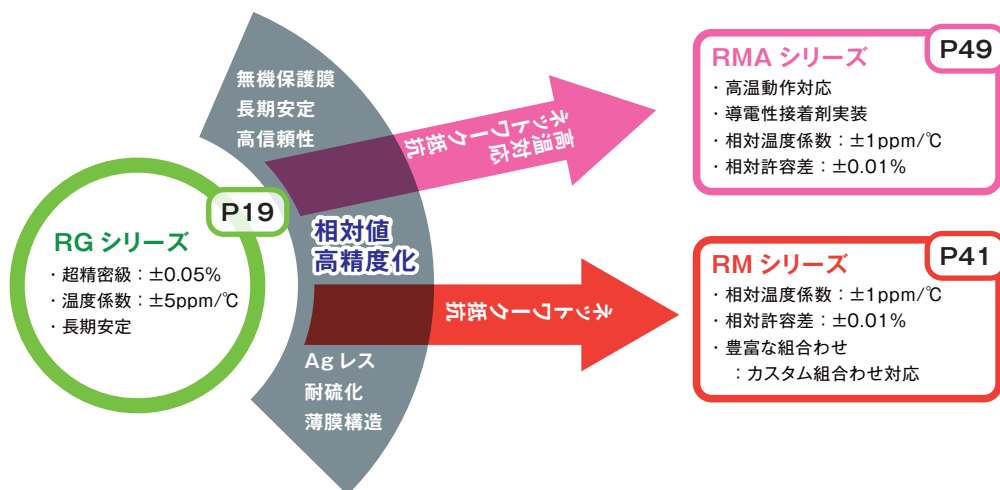 RG シリーズ
P19
・超精密級：±0.05%
・温度係数：±5ppm/℃
・長期安定
無機保護膜
長期安定
高信頼性
相対値
高精度化
Agレス
耐硫化
薄膜構造
高温対応
ネットワーク抵抗
ネットワーク抵抗
RMA シリーズ
P49
・高温動作対応
・導電性接着剤実装
・相対温度係数：±1ppm/℃
・相対許容差：±0.01%
RM シリーズ
P41
・相対温度係数：±1ppm/℃
・相対許容差：±0.01%
・豊富な組合わせ
：カスタム組合わせ対応